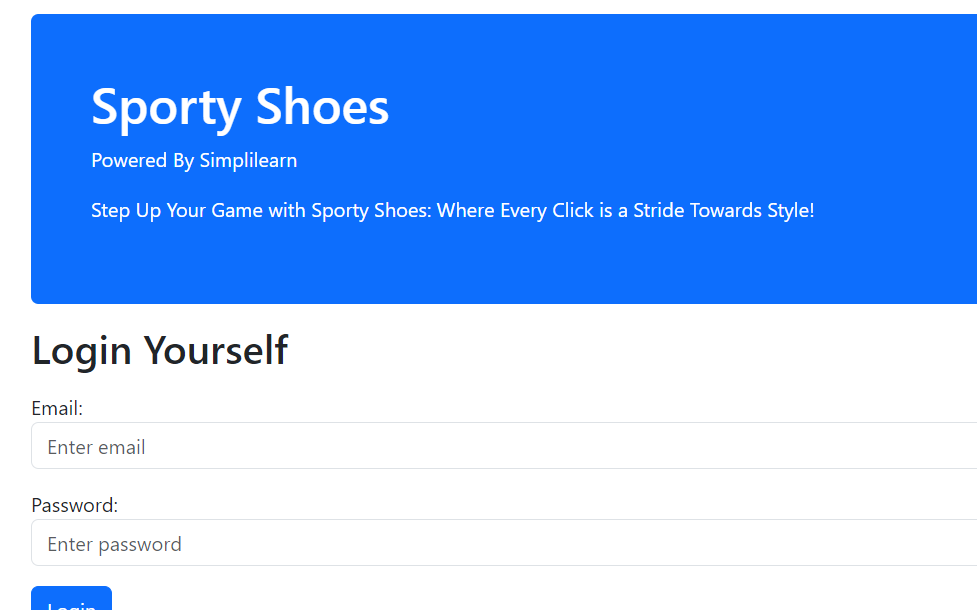 Sporty Shoes
Powered By Simplilearn
Step Up Your Game with Sporty Shoes: Where Every Click is a Stride Towards Style!
Login Yourself
Email:
Enter email
Password:
Enter password
Login